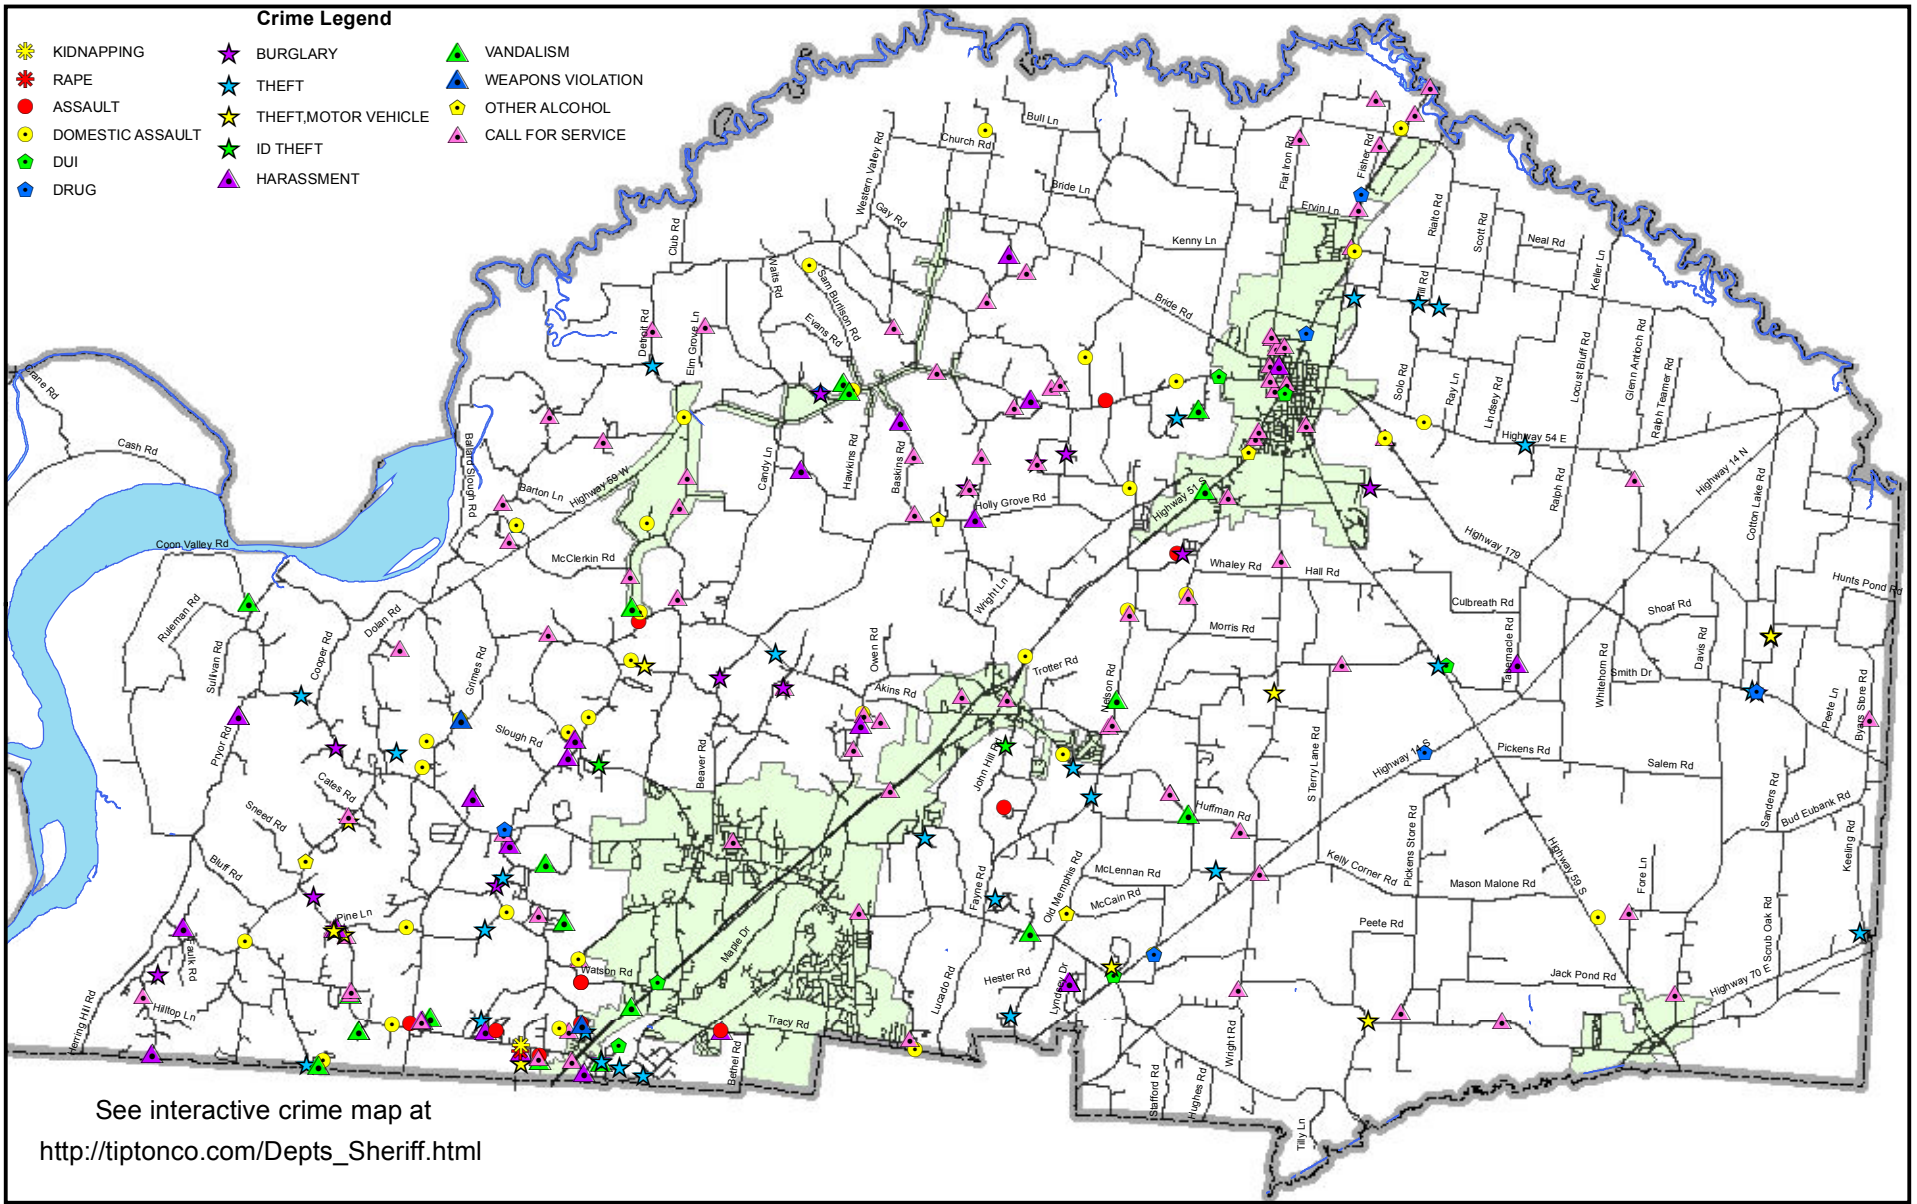 Crime Legend
KIDNAPPING
RAPE
ASSAULT
DOMESTIC ASSAULT
DUI
DRUG
BURGLARY
THEFT
THEFT,MOTOR VEHICLE
ID THEFT
HARASSMENT
VANDALISM
WEAPONS VIOLATION
OTHER ALCOHOL
CALL FOR SERVICE
Bull Ln
Church Rd
Western Valley Rd
Bride Ln
Gay Rd
Flat Iron Rd
Fisher Rd
Ervin Ln
Rialto Rd
Scott Rd
Neal Rd
Keller Ln
Kenny Ln
Club Rd
Waits Rd
Sam Burlison Rd
Evans Rd
Bride Rd
Hill Rd
Detroit Rd
Elm Grove Ln
Solo Rd
Ray Ln
Lindsey Rd
Locust Bluff Rd
Glenn Antioch Rd
Ralph Teamer Rd
Crane Rd
Cash Rd
Ballard Slough Rd
Highway 54 E
Highway 14 N
Candy Ln
Hawkins Rd
Baskins Rd
Highway 59 W
Barton Ln
Holly Grove Rd
Highway 51 S
Ralph Rd
Cotton Lake Rd
Highway 179
Coon Valley Rd
McClerkin Rd
Whaley Rd
Hall Rd
Hunts Pond Rd
Ruleman Rd
Dolan Rd
Wright Ln
Culbreath Rd
Shoaf Rd
Morris Rd
Sullivan Rd
Cooper Rd
Grimes Rd
Owen Rd
Trotter Rd
Tabernacle Rd
Whitehorn Rd
Davis Rd
Smith Dr
Akins Rd
Nelson Rd
Peete Ln
Byars Store Rd
Pryor Rd
Slough Rd
Beaver Rd
John Hill Rd
S Terry Lane Rd
Highway 14 S
Pickens Rd
Salem Rd
Cates Rd
Sneed Rd
Huffman Rd
Pickens Store Rd
Sanders Rd
Bud Eubank Rd
Keeling Rd
Bluff Rd
Fayne Rd
Old Memphis Rd
McLennan Rd
McCain Rd
Kelly Corner Rd
Mason Malone Rd
Highway 59 S
Fore Ln
Pine Ln
Maple Dr
Peete Rd
Scrub Oak Rd
Faulk Rd
Watson Rd
Lucado Rd
Hester Rd
Lyndsey Dr
Jack Pond Rd
Highway 70 E
Herring Hill Rd
Hilltop Ln
Tracy Rd
Bethel Rd
Wright Rd
Stafford Rd
Hughes Rd
Tilly Ln
See interactive crime map at
http://tiptonco.com/Depts_Sheriff.html